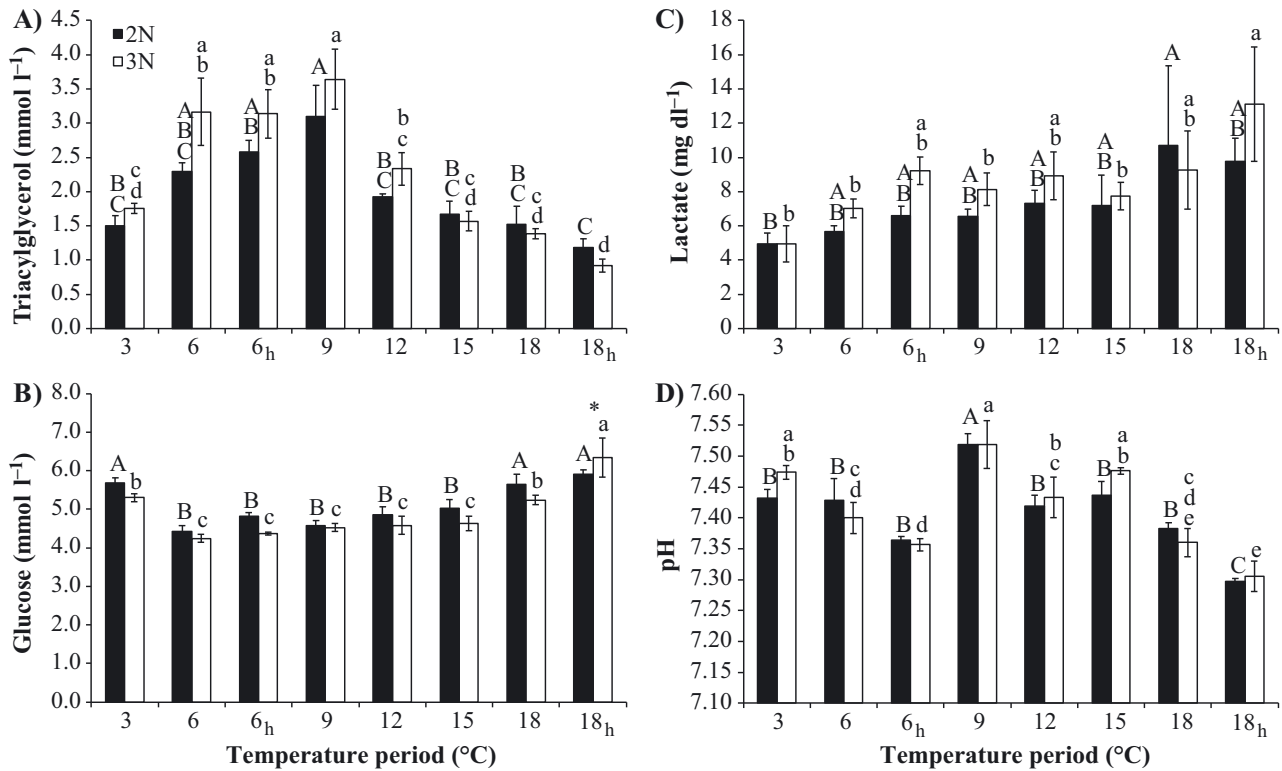 A)
Triacylglycerol (mmol l⁻¹)
4.5
4.0
3.5
3.0
2.5
2.0
1.5
1.0
0.5
0.0
2N
3N
B C
c d
A B C
a b
A B
a b
A
a
B C
b c
B C
c d
B C
c d
C
d
3 6 6h 9 12 15 18 18h
C)
Lactate (mg dl⁻¹)
18
16
14
12
10
8
6
4
2
0
B
b
A B
b
A B
a b
A B
b
A B
a b
A B
b
A
a b
A B
a
3 6 6h 9 12 15 18 18h
B)
Glucose (mmol l⁻¹)
8.0
7.0
6.0
5.0
4.0
3.0
2.0
1.0
0.0
A
b
B
c
B
c
B
c
B
c
B
c
A
b
A
*
a
3 6 6h 9 12 15 18 18h
Temperature period (°C)
D)
pH
7.60
7.55
7.50
7.45
7.40
7.35
7.30
7.25
7.20
7.15
7.10
B
a b
B
c d
B
d
A
a
B
b c
B
a b
B
c d e
C
e
3 6 6h 9 12 15 18 18h
Temperature period (°C)